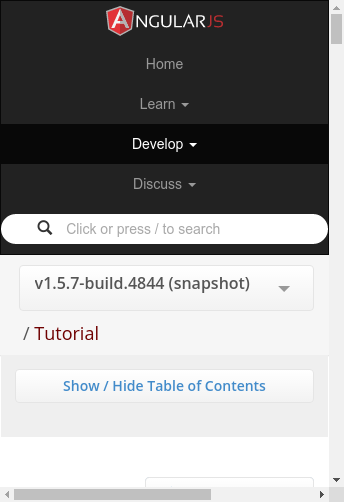 ANGULARJS
Home
Learn
Develop
Discuss
Click or press / to search
v1.5.7-build.4844 (snapshot)
/ Tutorial
Show / Hide Table of Contents